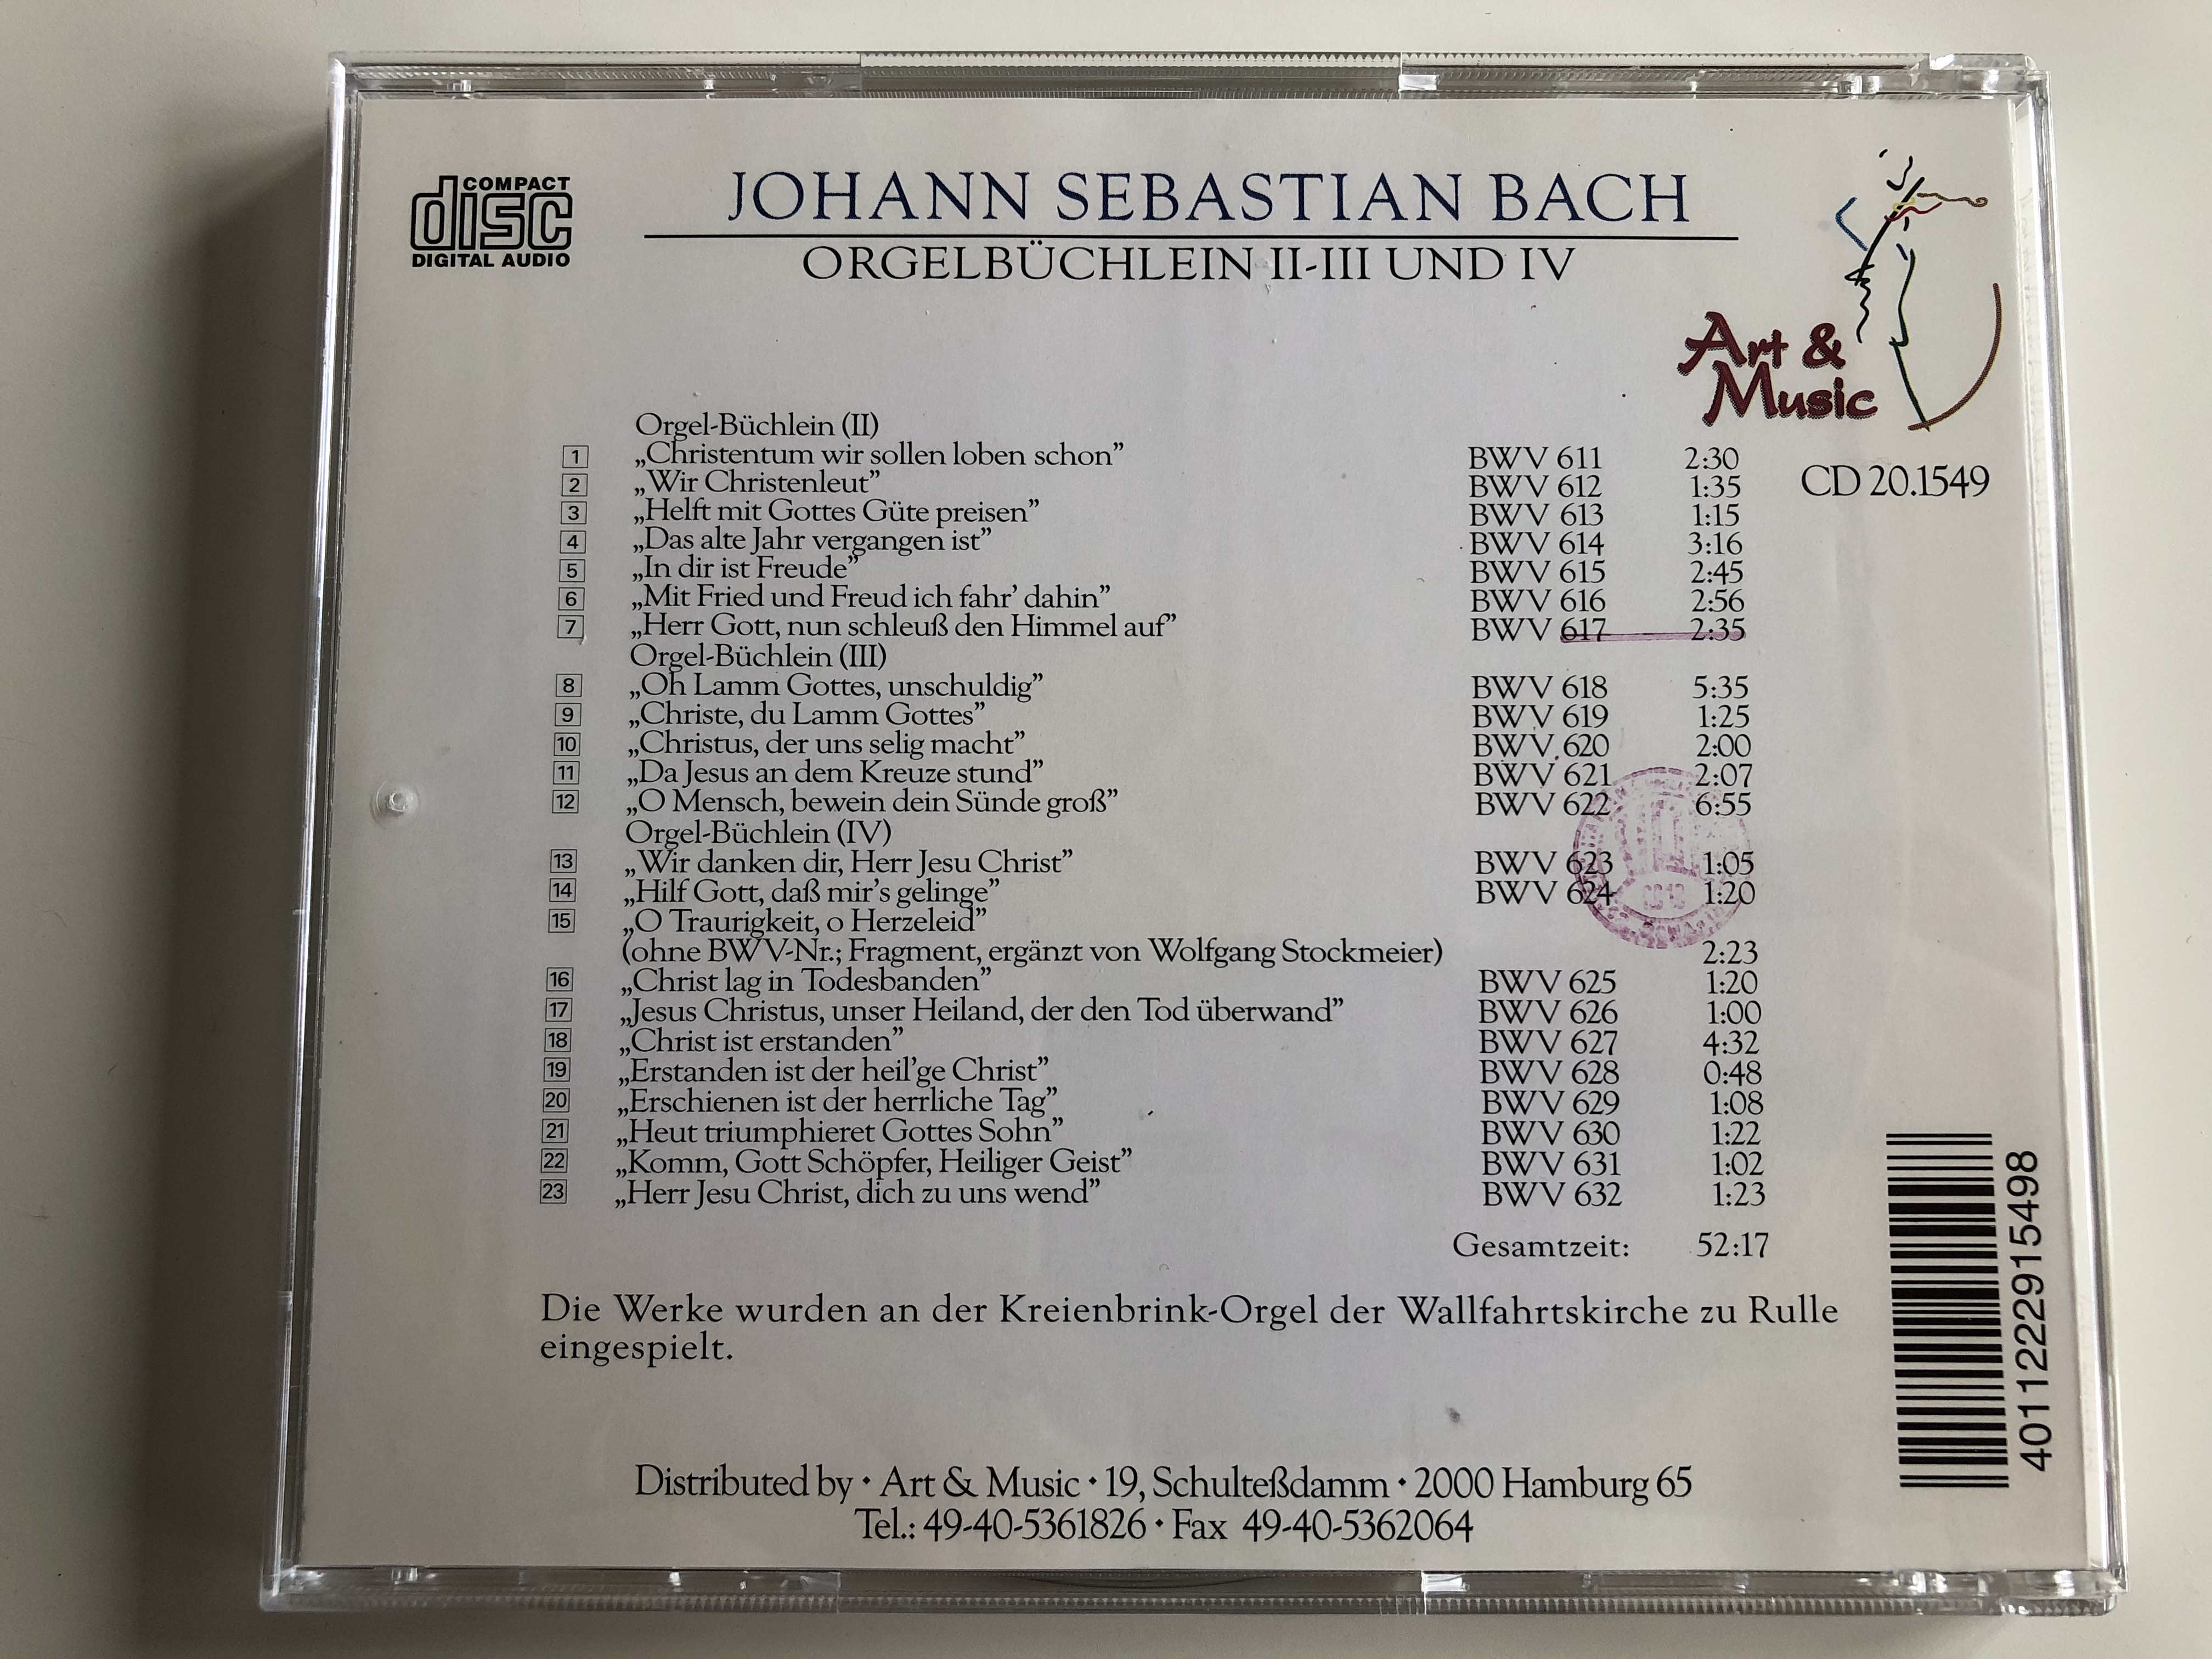 COMPACT
disc
DIGITAL AUDIO
JOHANN SEBASTIAN BACH
ORGELBÜCHLEIN II-III UND IV
Art &
Music
CD 20.1549
Orgel-Büchlein (II)
1 „Christentum wir sollen loben schon” BWV 611 2:30
2 „Wir Christenleut” BWV 612 1:35
3 „Helft mit Gottes Güte preisen” BWV 613 1:15
4 „Das alte Jahr vergangen ist” BWV 614 3:16
5 „In dir ist Freude” BWV 615 2:45
6 „Mit Fried und Freud ich fahr’ dahin” BWV 616 2:56
7 „Herr Gott, nun schleuß den Himmel auf” BWV 617 2:35
Orgel-Büchlein (III)
8 „Oh Lamm Gottes, unschuldig” BWV 618 5:35
9 „Christe, du Lamm Gottes” BWV 619 1:25
10 „Christus, der uns selig macht” BWV 620 2:00
11 „Da Jesus an dem Kreuze stund” BWV 621 2:07
12 „O Mensch, bewein dein Sünde groß” BWV 622 6:55
Orgel-Büchlein (IV)
13 „Wir danken dir, Herr Jesu Christ” BWV 623 1:05
14 „Hilf Gott, daß mir’s gelinge” BWV 624 1:20
15 „O Traurigkeit, o Herzeleid”
(ohne BWV-Nr.; Fragment, ergänzt von Wolfgang Stockmeier) 2:23
16 „Christ lag in Todesbanden” BWV 625 1:20
17 „Jesus Christus, unser Heiland, der den Tod überwand” BWV 626 1:00
18 „Christ ist erstanden” BWV 627 4:32
19 „Erstanden ist der heil’ge Christ” BWV 628 0:48
20 „Erschienen ist der herrliche Tag” BWV 629 1:08
21 „Heut triumphieret Gottes Sohn” BWV 630 1:22
22 „Komm, Gott Schöpfer, Heiliger Geist” BWV 631 1:02
23 „Herr Jesu Christ, dich zu uns wend” BWV 632 1:23
Gesamtzeit: 52:17
Die Werke wurden an der Kreienbrink-Orgel der Wallfahrtskirche zu Rulle
eingespielt.
Distributed by • Art & Music • 19, Schulteßdamm • 2000 Hamburg 65
Tel.: 49-40-5361826 • Fax 49-40-5362064
4011222915498